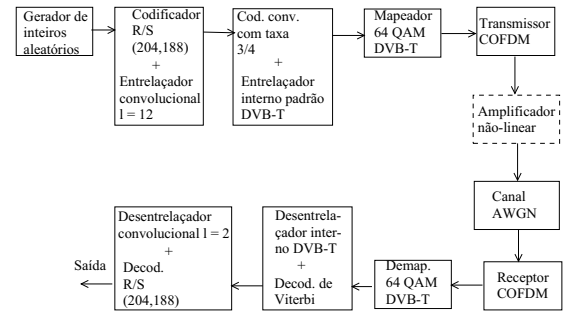 Gerador de
inteiros
aleatórios
Codificador
R/S
(204,188)
+
Entrelaçador
convolucional
l = 12
Cod. conv.
com taxa
3/4
+
Entrelaçador
interno padrão
DVB-T
Mapeador
64 QAM
DVB-T
Transmissor
COFDM
Amplificador
não-linear
Canal
AWGN
Receptor
COFDM
Demap.
64 QAM
DVB-T
Desentrela-
çador inter-
no DVB-T
+
Decod. de
Viterbi
Desentrelaçador
convolucional l = 2
+
Decod.
R/S
(204,188)
Saída